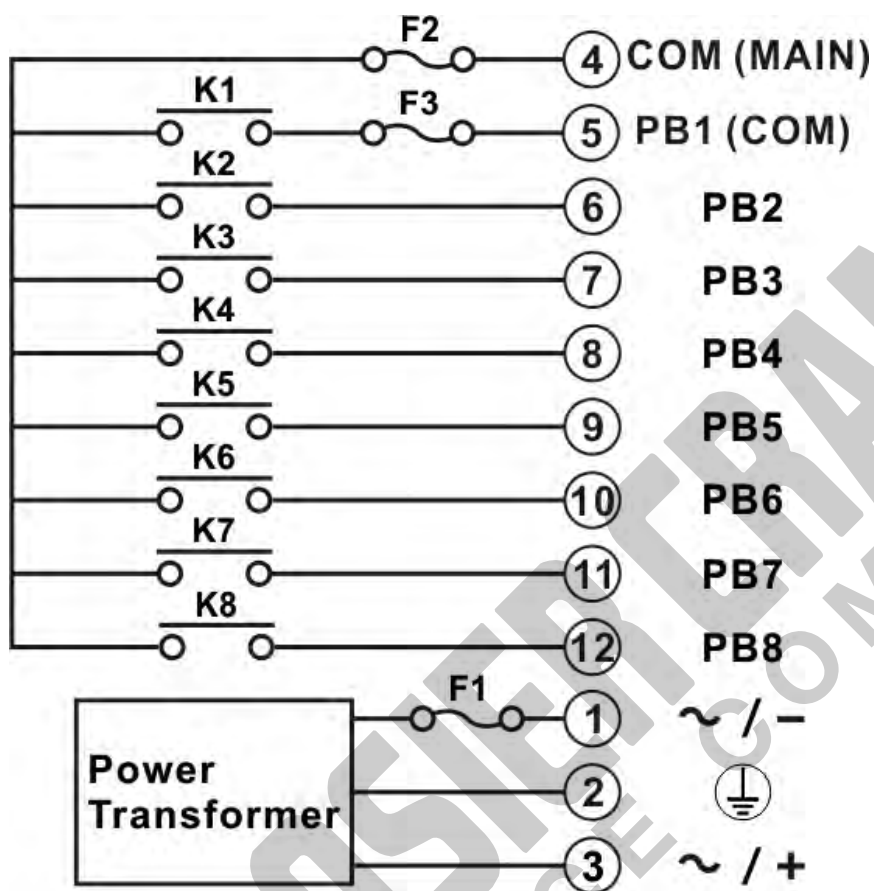 F2
4 COM (MAIN)
K1
F3
5 PB1 (COM)
K2
6 PB2
K3
7 PB3
K4
8 PB4
K5
9 PB5
K6
10 PB6
K7
11 PB7
K8
12 PB8
F1
1 ~ / -
Power
Transformer
2
3 ~ / +